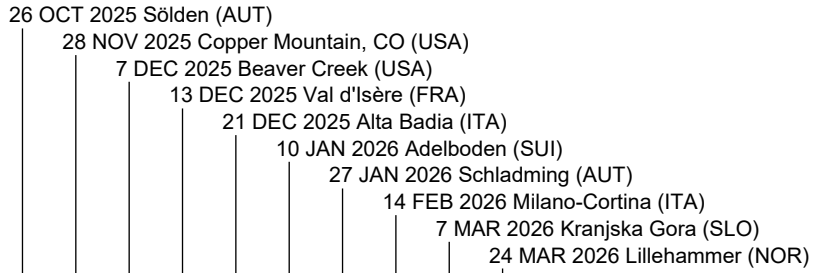 26 OCT 2025 Sölden (AUT)
28 NOV 2025 Copper Mountain, CO (USA)
7 DEC 2025 Beaver Creek (USA)
13 DEC 2025 Val d'Isère (FRA)
21 DEC 2025 Alta Badia (ITA)
10 JAN 2026 Adelboden (SUI)
27 JAN 2026 Schladming (AUT)
14 FEB 2026 Milano-Cortina (ITA)
7 MAR 2026 Kranjska Gora (SLO)
24 MAR 2026 Lillehammer (NOR)